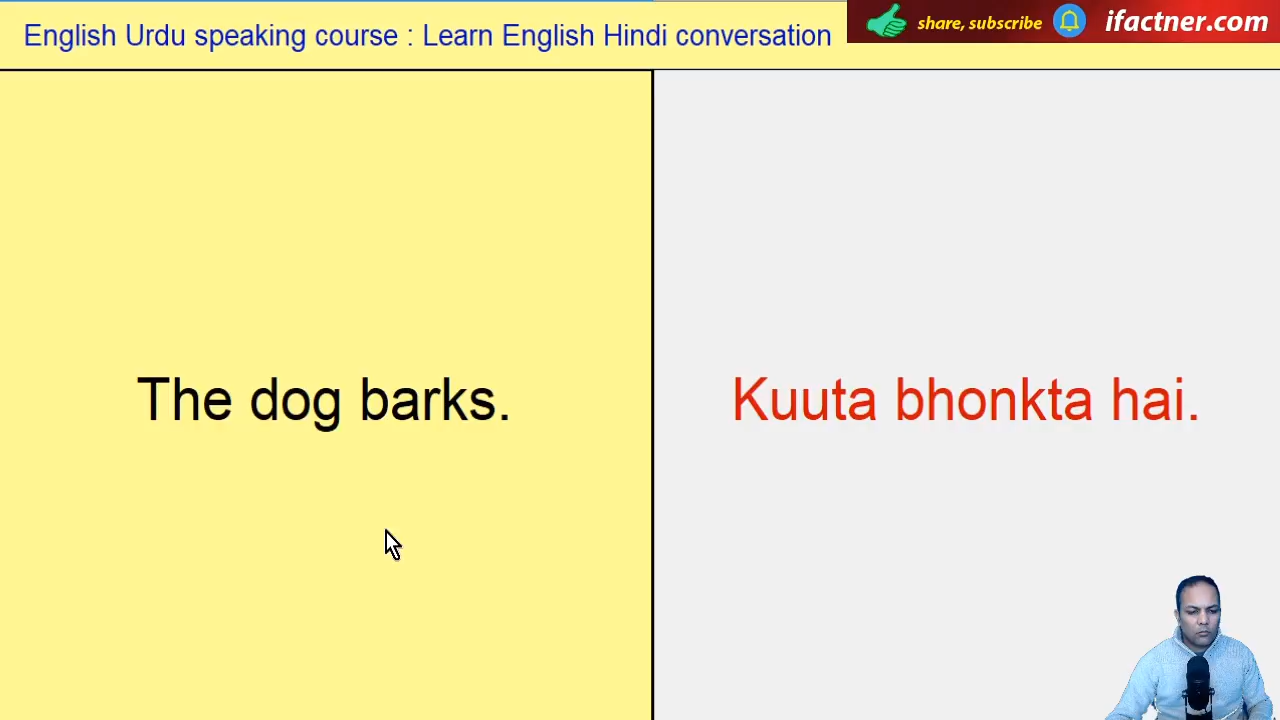 English Urdu speaking course : Learn English Hindi conversation
share, subscribe
ifactner.com
The dog barks.
Kuuta bhonkta hai.